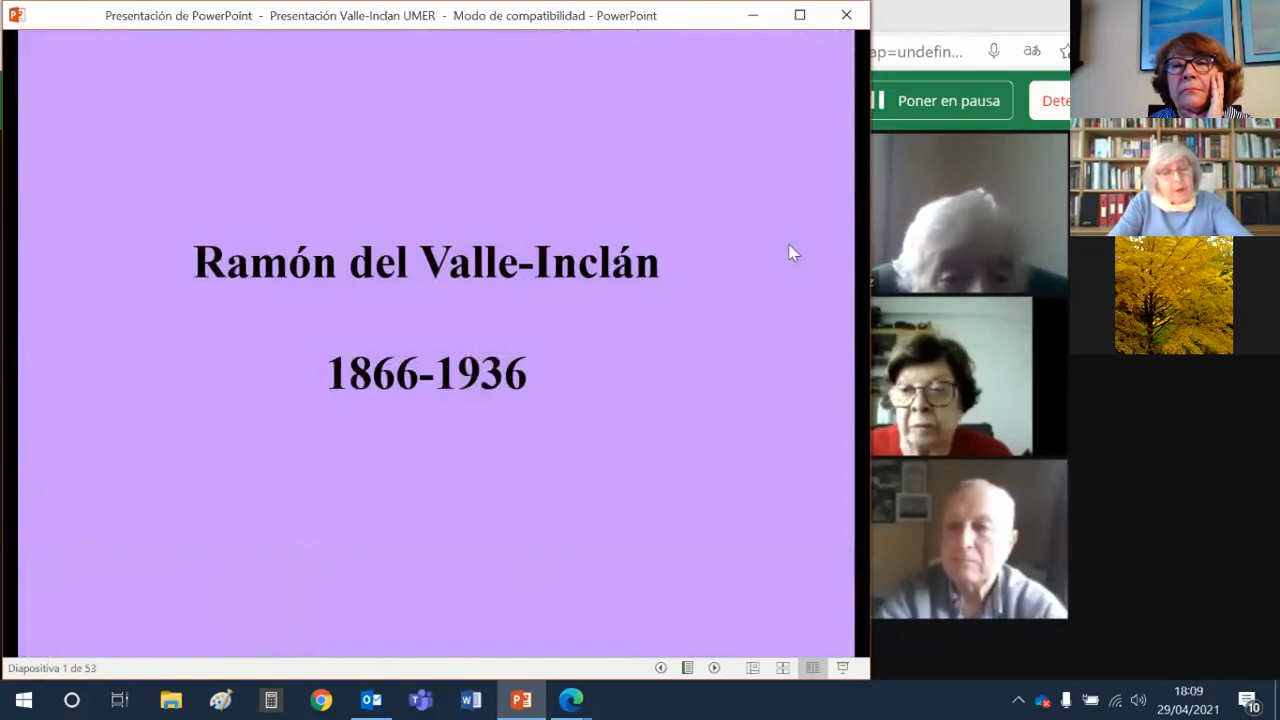 Presentación de PowerPoint - Presentación Valle-Inclan UMER - Modo de compatibilidad - PowerPoint
ap=undefin...
Poner en pausa
Dete
Ramón del Valle-Inclán
1866-1936
Diapositiva 1 de 53
18:09
29/04/2021
10